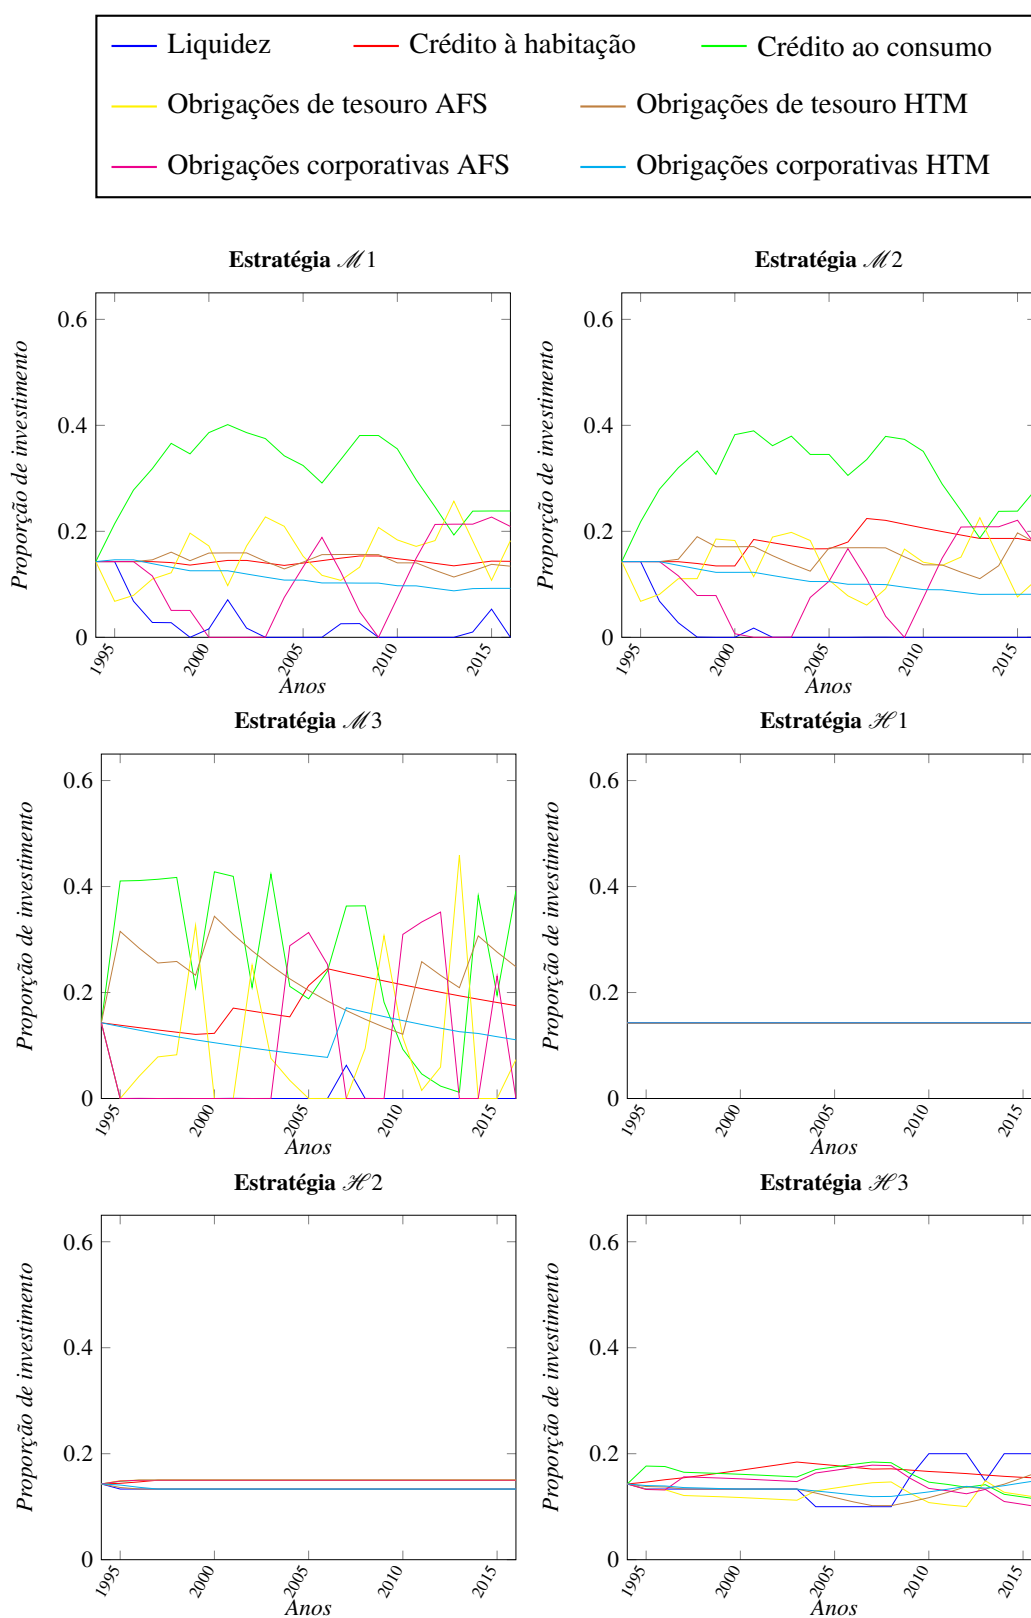 Liquidez Crédito à habitação Crédito ao consumo
Obrigações de tesouro AFS Obrigações de tesouro HTM
Obrigações corporativas AFS Obrigações corporativas HTM
Estratégia ℳ1
0.6
0.4
0.2
0
1995 2000 2005 2010 2015
Anos
Proporção de investimento
Estratégia ℳ2
0.6
0.4
0.2
0
1995 2000 2005 2010 2015
Anos
Proporção de investimento
Estratégia ℳ3
0.6
0.4
0.2
0
1995 2000 2005 2010 2015
Anos
Proporção de investimento
Estratégia ℋ1
0.6
0.4
0.2
0
1995 2000 2005 2010 2015
Anos
Proporção de investimento
Estratégia ℋ2
0.6
0.4
0.2
0
1995 2000 2005 2010 2015
Anos
Proporção de investimento
Estratégia ℋ3
0.6
0.4
0.2
0
1995 2000 2005 2010 2015
Anos
Proporção de investimento